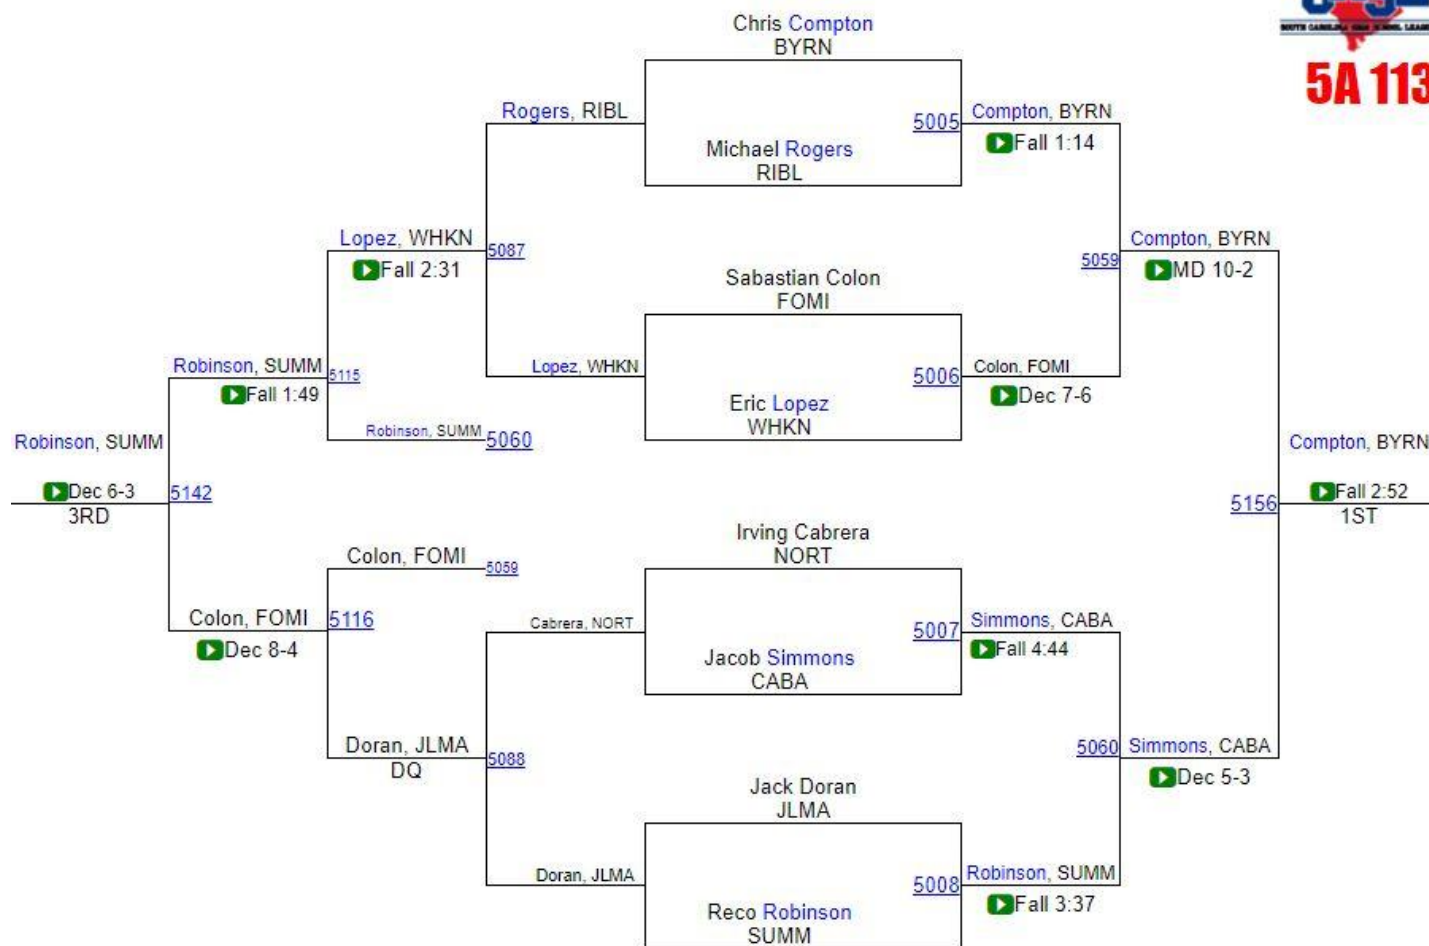 SOUTH CAROLINA HIGH SCHOOL LEAGUE
5A 113
Chris Compton
BYRN
Rogers, RIBL
5005
Compton, BYRN
Fall 1:14
Michael Rogers
RIBL
Lopez, WHKN
Fall 2:31
5087
5059
Compton, BYRN
MD 10-2
Sabastian Colon
FOMI
Robinson, SUMM
Fall 1:49
5115
Lopez, WHKN
5006
Colon, FOMI
Dec 7-6
Eric Lopez
WHKN
Robinson, SUMM
5060
Robinson, SUMM
Dec 6-3
3RD
5142
5156
Compton, BYRN
Fall 2:52
1ST
Irving Cabrera
NORT
Colon, FOMI
5059
Colon, FOMI
Dec 8-4
5116
Cabrera, NORT
5007
Simmons, CABA
Fall 4:44
Jacob Simmons
CABA
Doran, JLMA
DQ
5088
5060
Simmons, CABA
Dec 5-3
Jack Doran
JLMA
Doran, JLMA
5008
Robinson, SUMM
Fall 3:37
Reco Robinson
SUMM